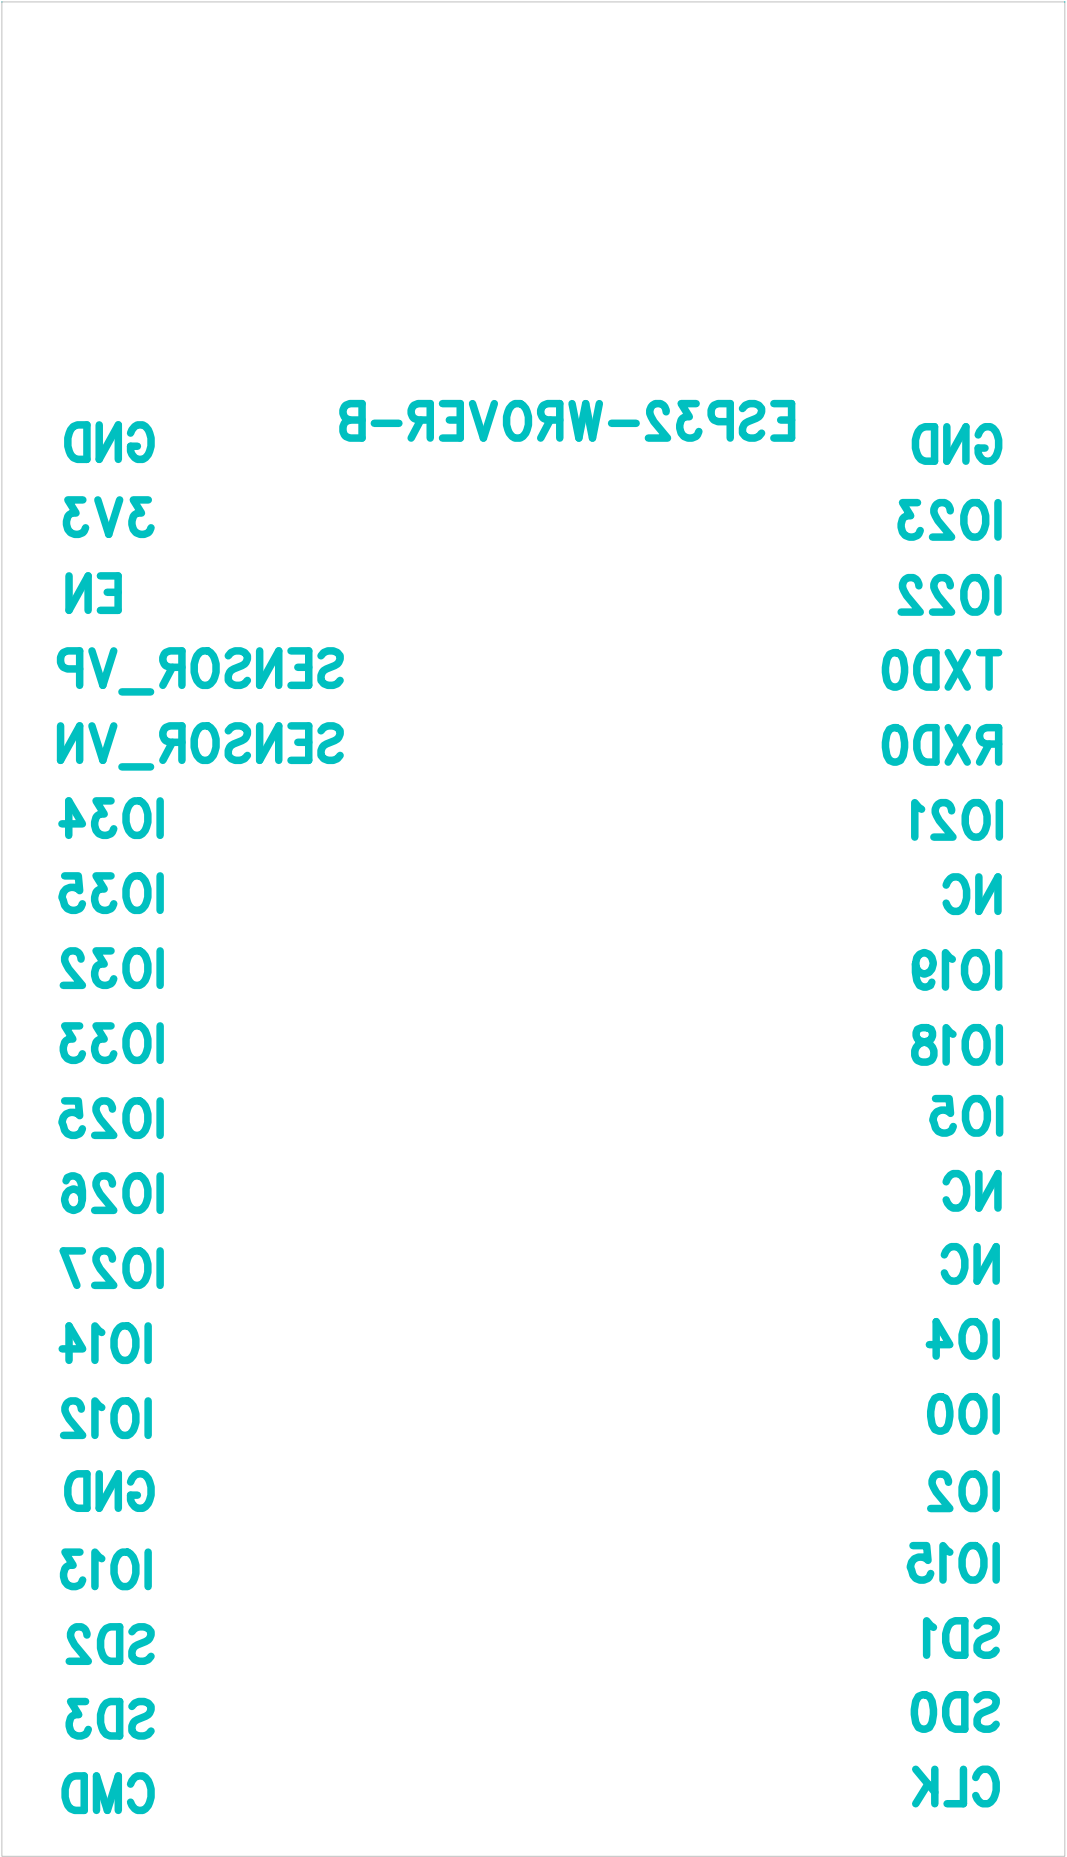 ESP32-WROVER-B
GND GND
3V3 IO23
EN IO22
SENSOR_VP TXD0
SENSOR_VN RXD0
IO34 IO21
IO35 NC
IO32 IO19
IO33 IO18
IO25 IO5
IO26 NC
IO27 NC
IO14 IO4
IO12 IO0
GND IO2
IO13 IO15
SD2 SD1
SD3 SD0
CMD CLK